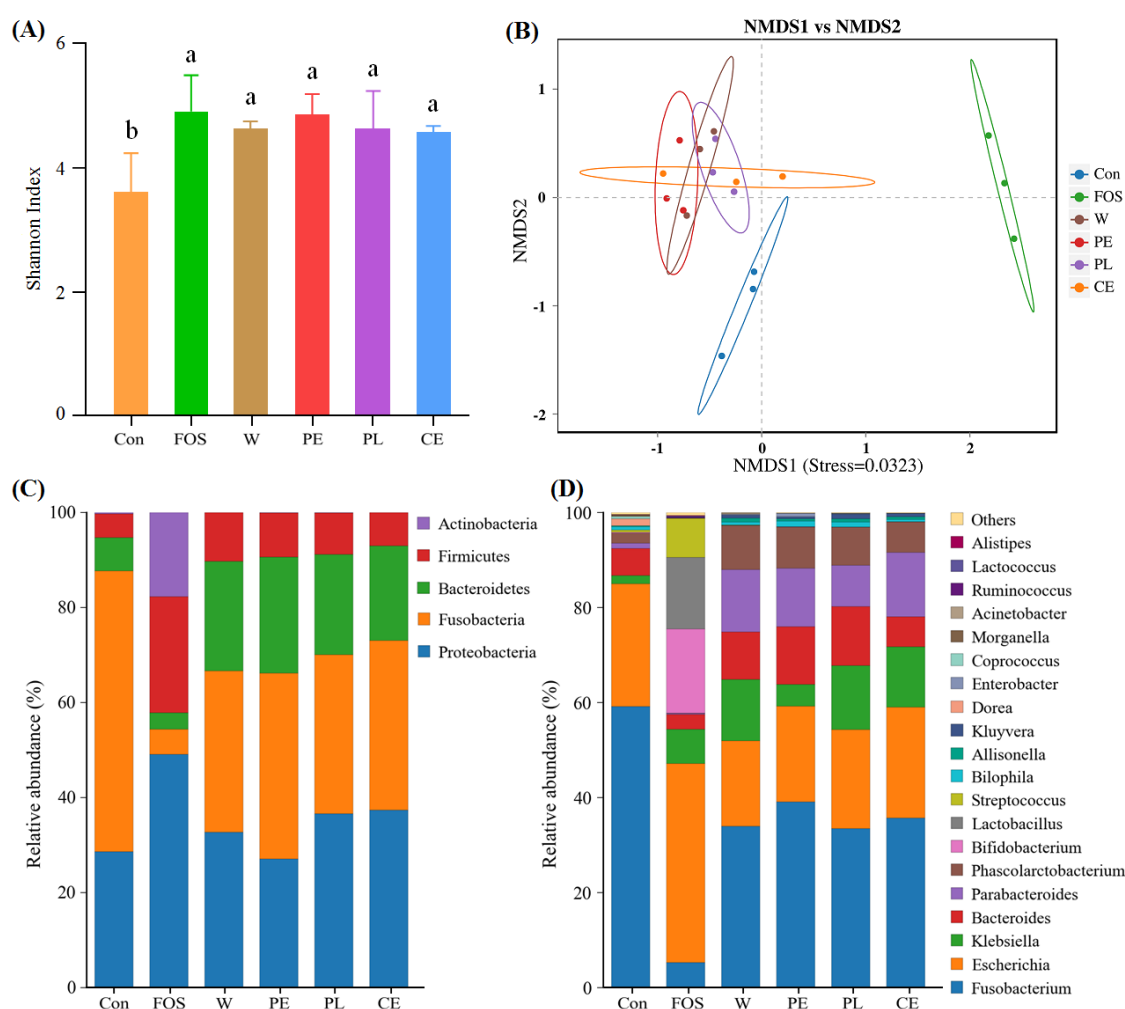 (A)
6
4
2
0
Shannon Index
b
a
a
a
a
a
Con
FOS
W
PE
PL
CE
(B)
NMDS1 vs NMDS2
1
0
-1
-2
NMDS2
-1
0
1
2
NMDS1 (Stress=0.0323)
Con
FOS
W
PE
PL
CE
(C)
100
80
60
40
20
0
Relative abundance (%)
Con
FOS
W
PE
PL
CE
Actinobacteria
Firmicutes
Bacteroidetes
Fusobacteria
Proteobacteria
(D)
100
80
60
40
20
0
Relative abundance (%)
Con
FOS
W
PE
PL
CE
Others
Alistipes
Lactococcus
Ruminococcus
Acinetobacter
Morganella
Coprococcus
Enterobacter
Dorea
Kluyvera
Allisonella
Bilophila
Streptococcus
Lactobacillus
Bifidobacterium
Phascolarctobacterium
Parabacteroides
Bacteroides
Klebsiella
Escherichia
Fusobacterium